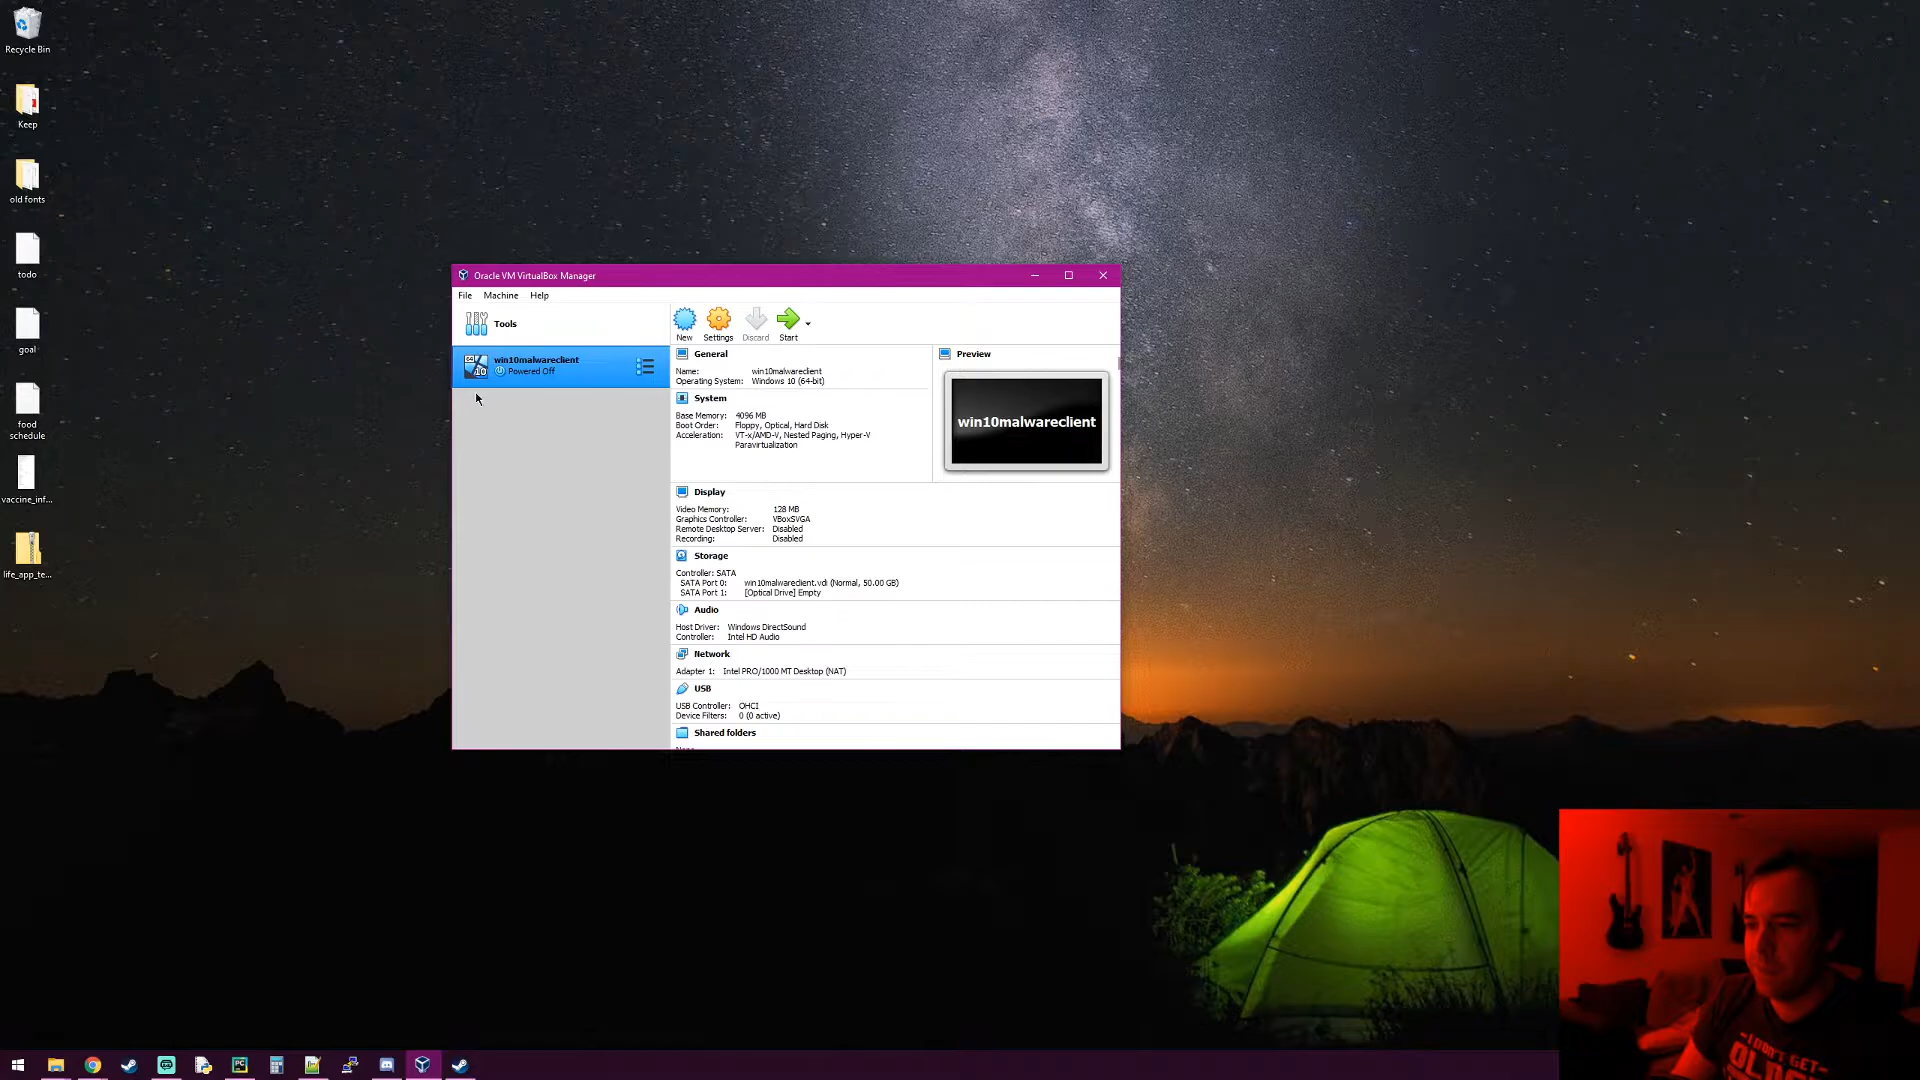 Recycle Bin
Keep
old fonts
todo
goal
food
schedule
vaccine_inf...
life_app_te...
Oracle VM VirtualBox Manager
File Machine Help
Tools
New Settings Discard Start
win10malwareclient
Powered Off
64
10
General
Name: win10malwareclient
Operating System: Windows 10 (64-bit)
System
Base Memory: 4096 MB
Boot Order: Floppy, Optical, Hard Disk
Acceleration: VT-x/AMD-V, Nested Paging, Hyper-V
Paravirtualization
Preview
win10malwareclient
Display
Video Memory: 128 MB
Graphics Controller: VBoxSVGA
Remote Desktop Server: Disabled
Recording: Disabled
Storage
Controller: SATA
SATA Port 0: win10malwareclient.vdi (Normal, 50.00 GB)
SATA Port 1: [Optical Drive] Empty
Audio
Host Driver: Windows DirectSound
Controller: Intel HD Audio
Network
Adapter 1: Intel PRO/1000 MT Desktop (NAT)
USB
USB Controller: OHCI
Device Filters: 0 (0 active)
Shared folders
PC
-I DON'T GET-